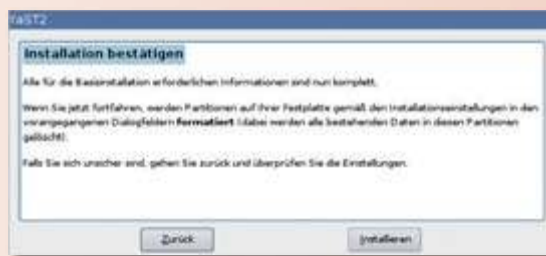 YaST2
Installation bestätigen
Alle für die Basisinstallation erforderlichen Informationen sind nun komplett.
Wenn Sie jetzt fortfahren, werden Partitionen auf Ihrer Festplatte gemäß den Installationseinstellungen in den
vorangegangenen Dialogfeldern formatiert (dabei werden alle bestehenden Daten in diesen Partitionen
gelöscht).
Falls Sie sich unsicher sind, gehen Sie zurück und überprüfen Sie die Einstellungen.
Zurück
Installieren